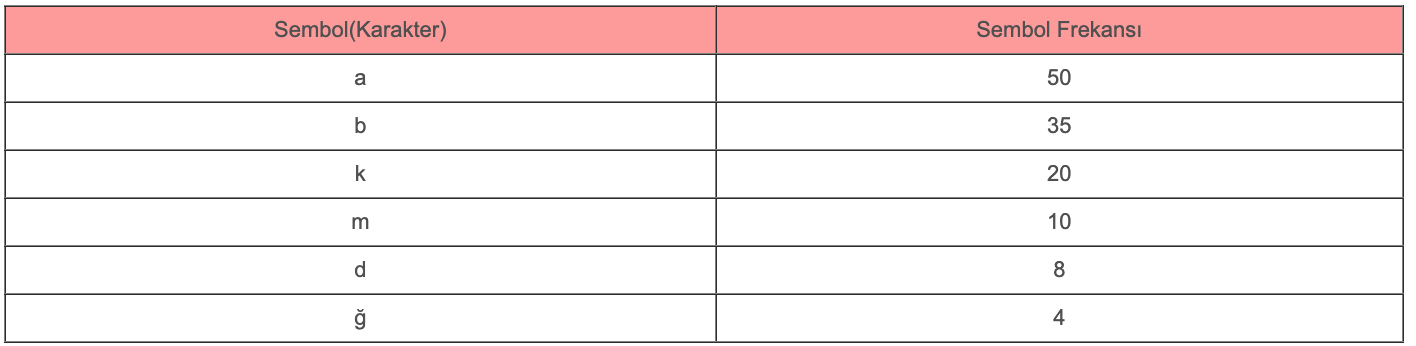 Sembol(Karakter) Sembol Frekansı
a 50
b 35
k 20
m 10
d 8
ğ 4